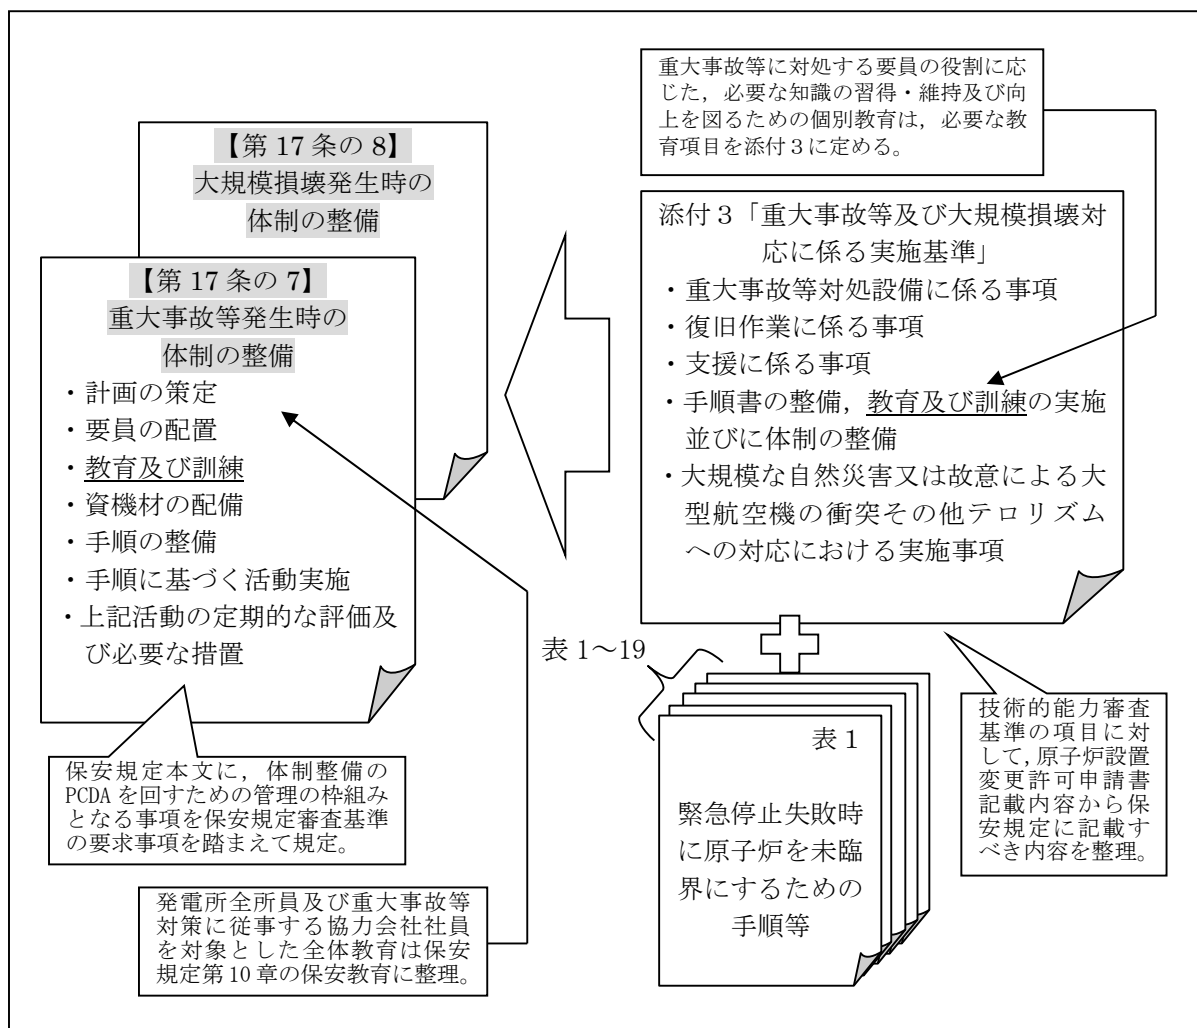 【第 17 条の 8】
大規模損壊発生時の
体制の整備
【第 17 条の 7】
重大事故等発生時の
体制の整備
・計画の策定
・要員の配置
・教育及び訓練
・資機材の配備
・手順の整備
・手順に基づく活動実施
・上記活動の定期的な評価及
び必要な措置
保安規定本文に，体制整備の
PCDA を回すための管理の枠組み
となる事項を保安規定審査基準
の要求事項を踏まえて規定。
発電所全所員及び重大事故等
対策に従事する協力会社社員
を対象とした全体教育は保安
規定第 10 章の保安教育に整理。
重大事故等に対処する要員の役割に応
じた，必要な知識の習得・維持及び向
上を図るための個別教育は，必要な教
育項目を添付３に定める。
添付３「重大事故等及び大規模損壊対
応に係る実施基準」
・重大事故等対処設備に係る事項
・復旧作業に係る事項
・支援に係る事項
・手順書の整備，教育及び訓練の実施
並びに体制の整備
・大規模な自然災害又は故意による大
型航空機の衝突その他テロリズム
への対応における実施事項
表 1～19
表 1
緊急停止失敗時
に原子炉を未臨
界にするための
手順等
技術的能力審査
基準の項目に対
して，原子炉設置
変更許可申請書
記載内容から保
安規定に記載す
べき内容を整理。